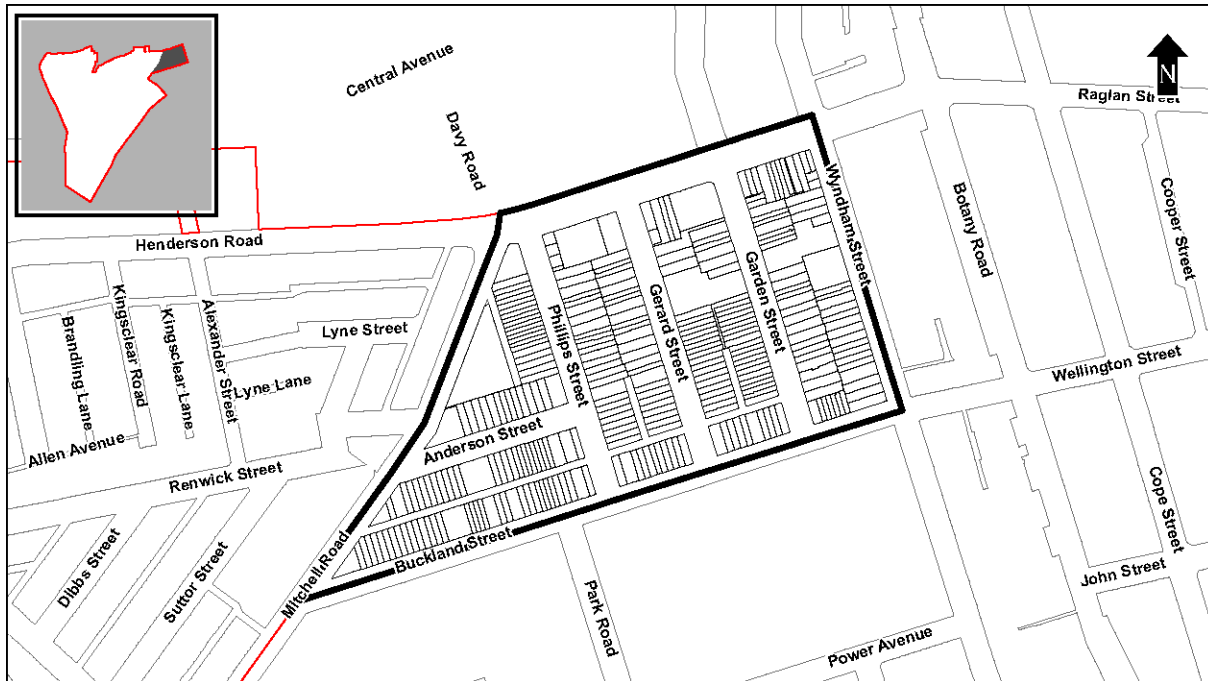 Central Avenue
N
Raglan Street
Davy Road
Wyndham Street
Botany Road
Cooper Street
Henderson Road
Kingsclear Road
Brandling Lane
Kingsclear Lane
Alexander Street
Lyne Street
Lyne Lane
Phillips Street
Gerard Street
Garden Street
Wellington Street
Allen Avenue
Renwick Street
Anderson Street
Dibbs Street
Suttor Street
Mitchell Road
Buckland Street
Park Road
Cope Street
John Street
Power Avenue